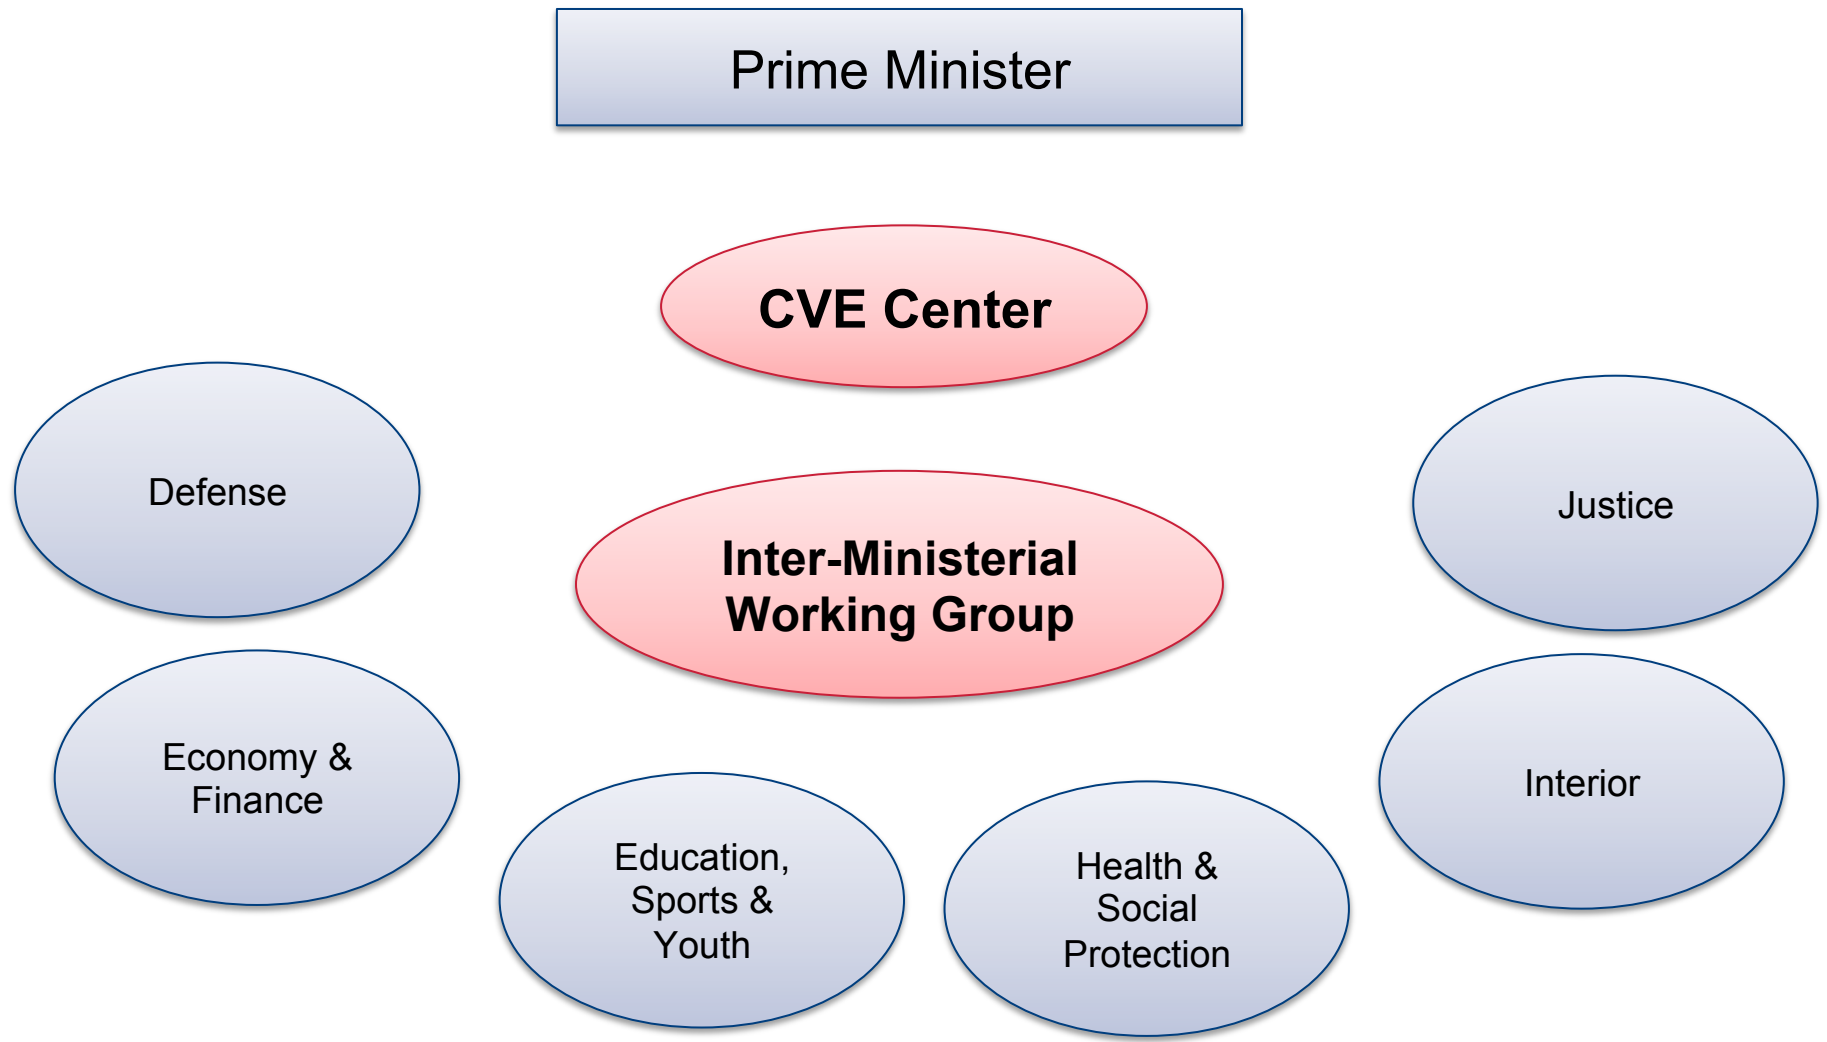 Prime Minister
CVE Center
Defense
Justice
Inter-Ministerial
Working Group
Economy &
Finance
Interior
Education,
Sports &
Youth
Health &
Social
Protection